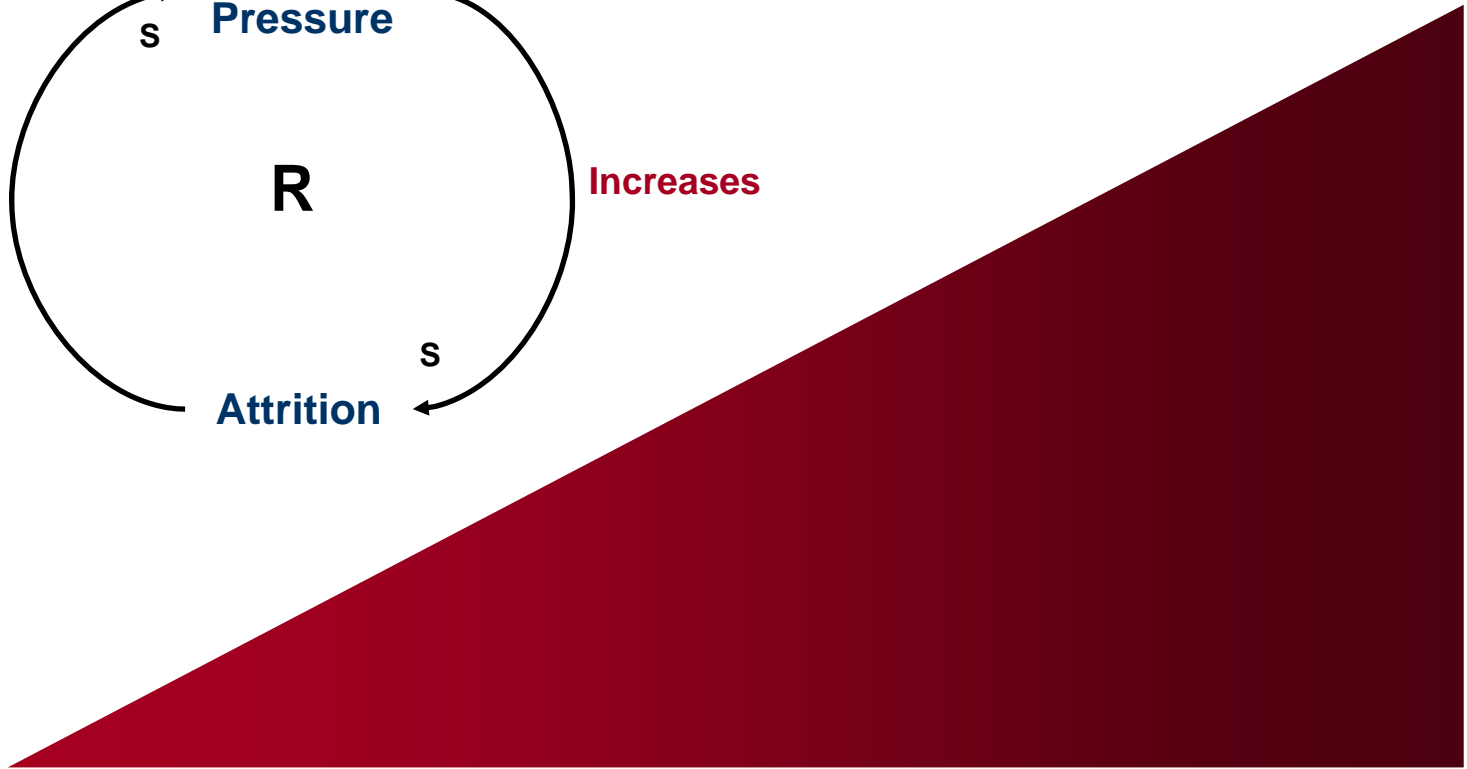 Pressure
S
R
Increases
S
Attrition